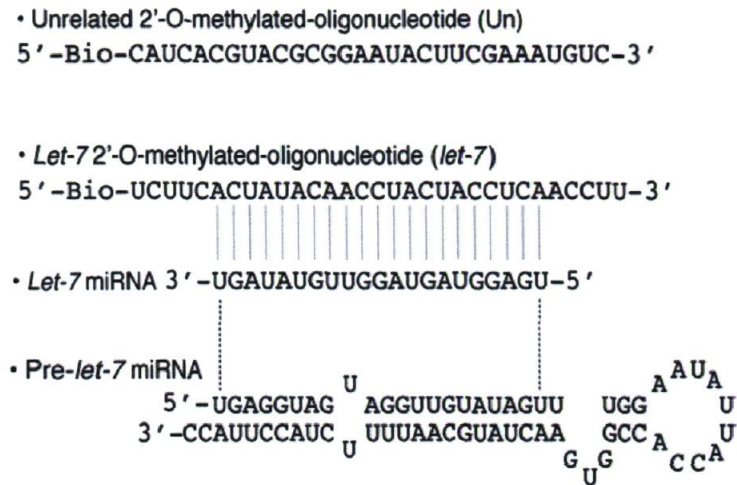 • Unrelated 2'-O-methylated-oligonucleotide (Un)
5'-Bio-CAUCACGUACGCGGAAUACUUCGAAAUGUC-3'
• Let-7 2'-O-methylated-oligonucleotide (let-7)
5'-Bio-UCUUCACUAUACAACCUACUACCUCAACCUU-3'
• Let-7 miRNA 3'-UGAUAUGUUGGAUGAUGGAGU-5'
• Pre-let-7 miRNA
5'-UGAGGUAG U AGGUUGUAUAGUU UGG A AUA U
3'-CCAUUCCAUC U UUUAACGUAUCAA GUG GCC A CC A U